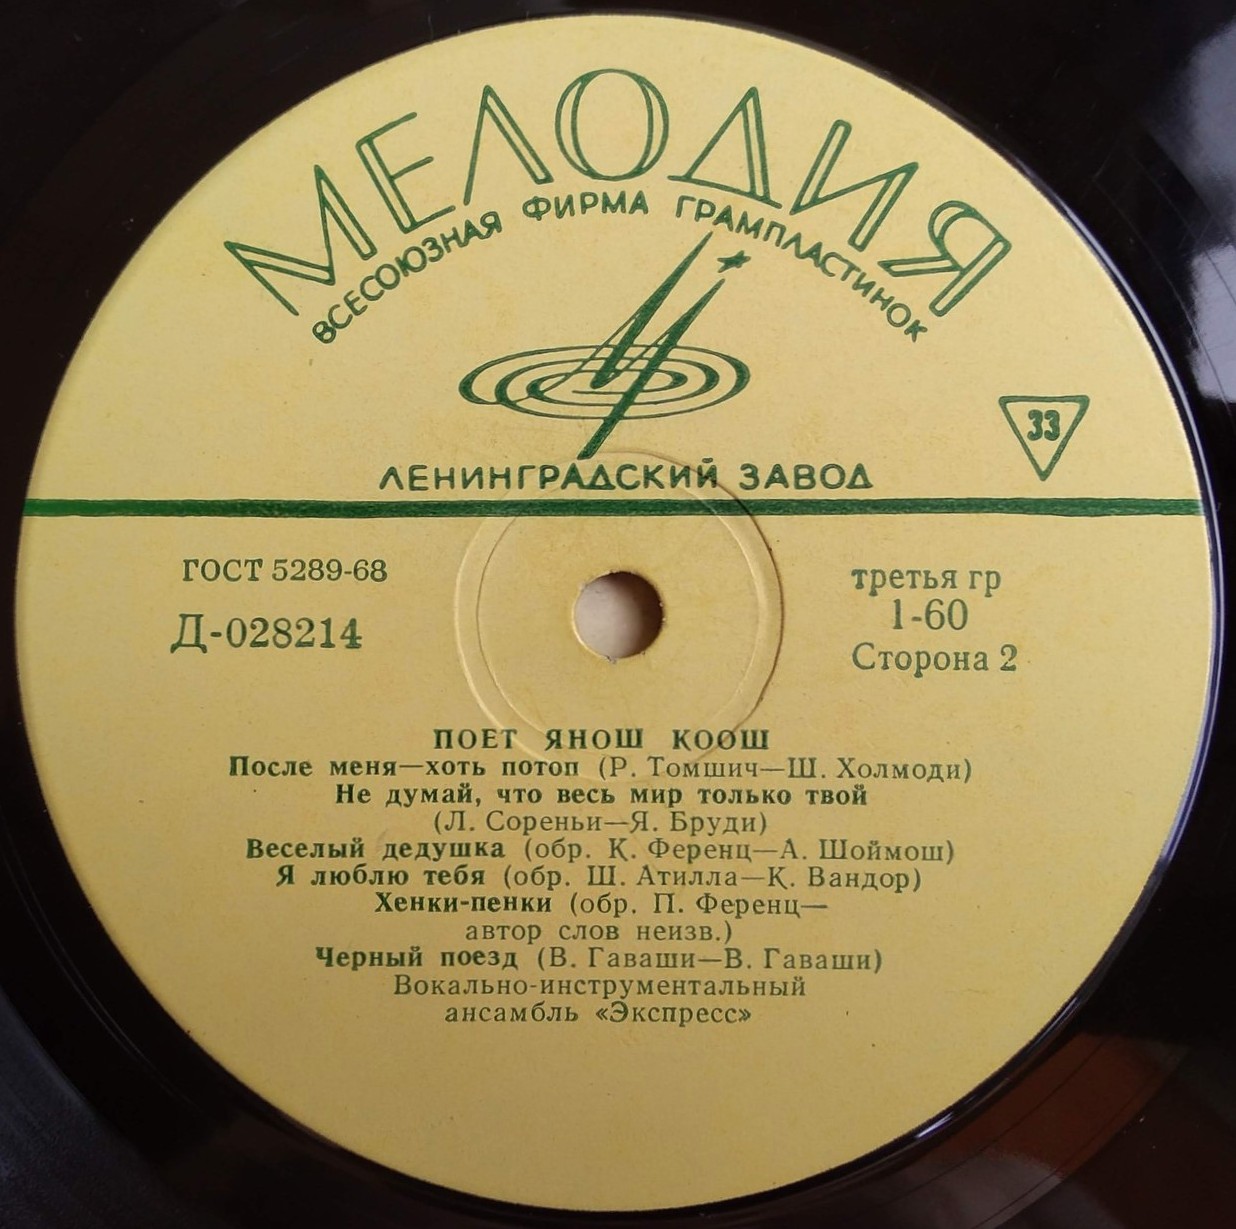 МЕЛОДИЯ
ВСЕСОЮЗНАЯ ФИРМА ГРАМПЛАСТИНОК
33
ЛЕНИНГРАДСКИЙ ЗАВОД
ГОСТ 5289-68
третья гр
Д-028214
1-60
Сторона 2
ПОЕТ ЯНОШ КООШ
После меня—хоть потоп (Р. Томшич—Ш. Холмоди)
Не думай, что весь мир только твой
(Л. Сореньи—Я. Бруди)
Веселый дедушка (обр. К. Ференц—А. Шоймош)
Я люблю тебя (обр. Ш. Атилла—К. Вандор)
Хенки-пенки (обр. П. Ференц—
автор слов неизв.)
Черный поезд (В. Гаваши—В. Гаваши)
Вокально-инструментальный
ансамбль «Экспресс»